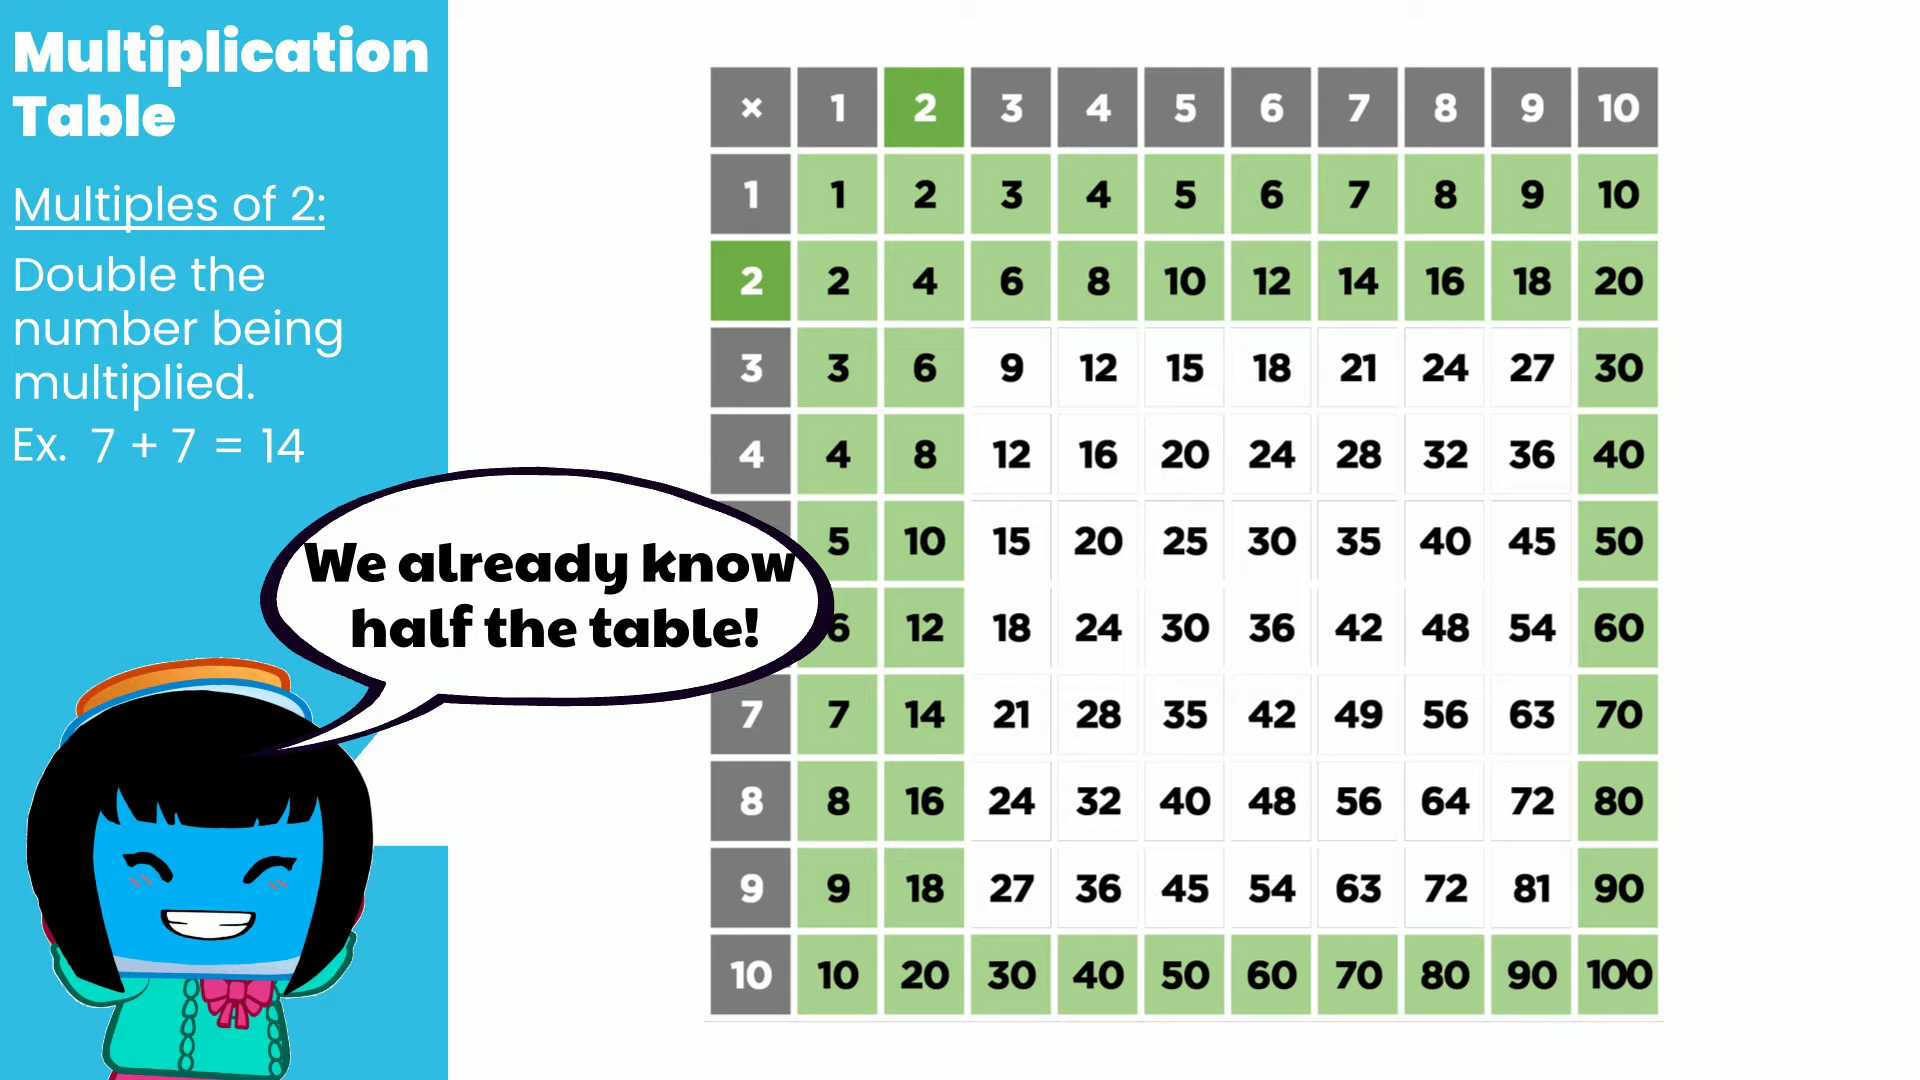 Multiplication
Table
Multiples of 2:
Double the
number being
multiplied.
Ex. 7 + 7 = 14
We already know
half the table!
× 1 2 3 4 5 6 7 8 9 10
1 1 2 3 4 5 6 7 8 9 10
2 2 4 6 8 10 12 14 16 18 20
3 3 6 9 12 15 18 21 24 27 30
4 4 8 12 16 20 24 28 32 36 40
5 10 15 20 25 30 35 40 45 50
6 12 18 24 30 36 42 48 54 60
7 7 14 21 28 35 42 49 56 63 70
8 8 16 24 32 40 48 56 64 72 80
9 9 18 27 36 45 54 63 72 81 90
10 10 20 30 40 50 60 70 80 90 100